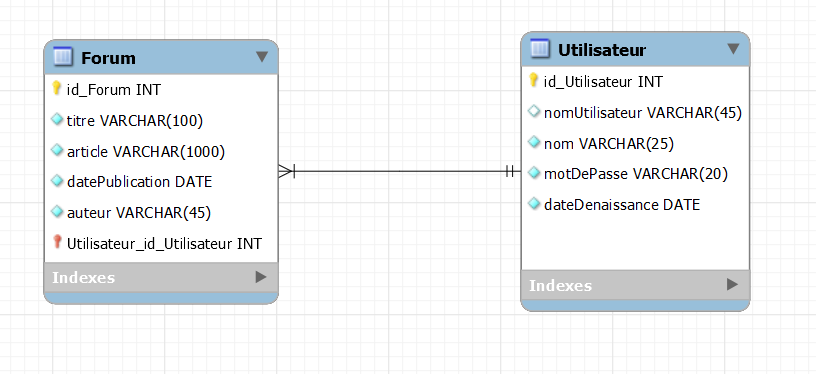 Forum
id_Forum INT
titre VARCHAR(100)
article VARCHAR(1000)
datePublication DATE
auteur VARCHAR(45)
Utilisateur_id_Utilisateur INT
Indexes
Utilisateur
id_Utilisateur INT
nomUtilisateur VARCHAR(45)
nom VARCHAR(25)
motDePasse VARCHAR(20)
dateDenaissance DATE
Indexes